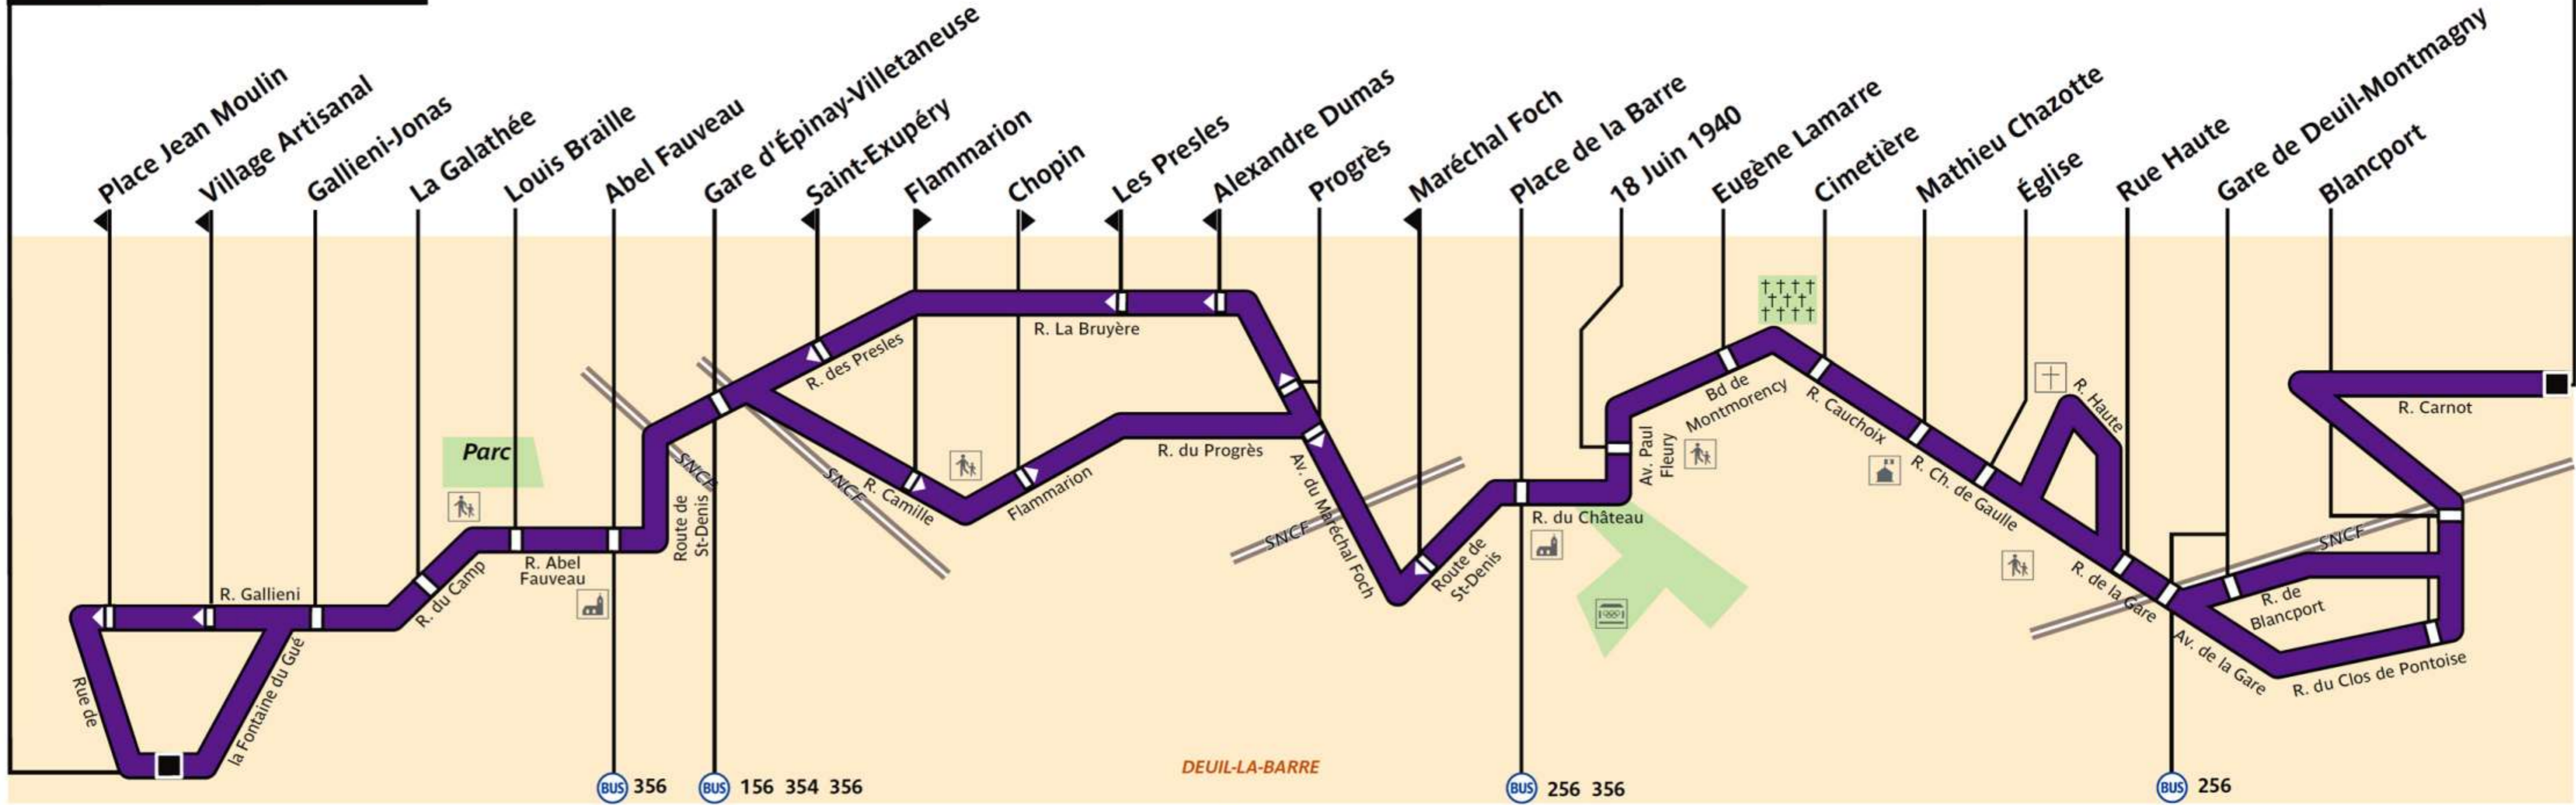 Place Jean Moulin
Village Artisanal
Gallieni-Jonas
La Galathée
Louis Braille
Abel Fauveau
Gare d'Épinay-Villetaneuse
Saint-Exupéry
Flammarion
Chopin
Les Presles
Alexandre Dumas
Progrès
Maréchal Foch
Place de la Barre
18 Juin 1940
Eugène Lamarre
Cimetière
Mathieu Chazotte
Église
Rue Haute
Gare de Deuil-Montmagny
Blancport
Rue de
la Fontaine du Gué
R. Gallieni
R. du Camp
Parc
R. Abel
Fauveau
Route de
St-Denis
SNCF
SNCF
R. des Presles
R. La Bruyère
R. Camille
Flammarion
R. du Progrès
Av. du Maréchal Foch
SNCF
Route de
St-Denis
R. du Château
Av. Paul
Fleury
Bd de
Montmorency
R. Cauchoix
R. Ch. de Gaulle
R. Haute
R. de la Gare
Av. de la Gare
R. de
Blancport
SNCF
R. du Clos de Pontoise
R. Carnot
DEUIL-LA-BARRE
BUS 356
BUS 156 354 356
BUS 256 356
BUS 256